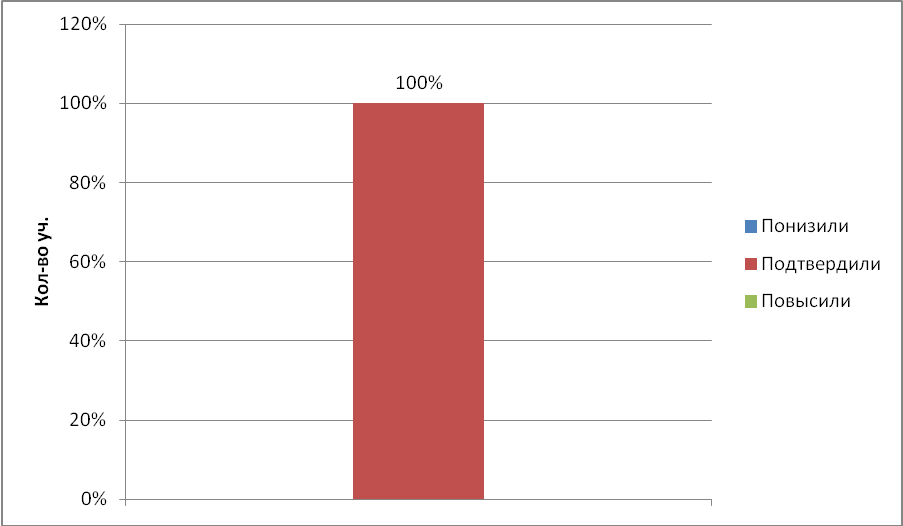 120%
100%
100%
80%
60%
40%
20%
0%
Кол-во уч.
Понизили
Подтвердили
Повысили